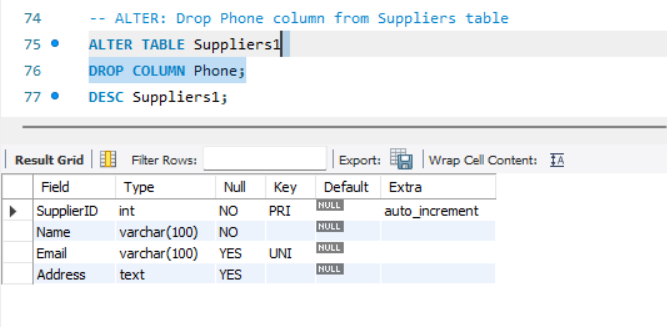 74 -- ALTER: Drop Phone column from Suppliers table
75 ALTER TABLE Suppliers1
76 DROP COLUMN Phone;
77 DESC Suppliers1;
Result Grid Filter Rows: Export: Wrap Cell Content: IA
Field Type Null Key Default Extra
SupplierID int NO PRI NULL auto_increment
Name varchar(100) NO NULL
Email varchar(100) YES UNI NULL
Address text YES NULL